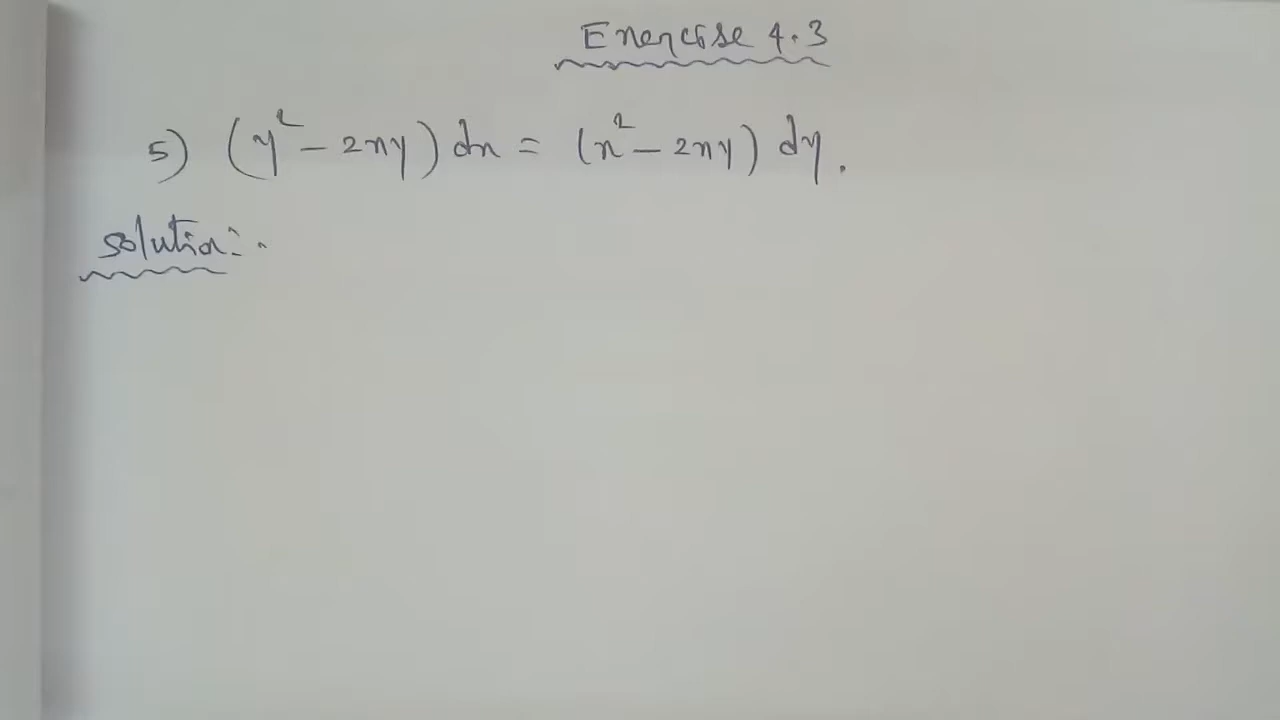 Exercise 4.3
5) (y² - 2xy) dx = (x² - 2xy) dy.
Solution:-